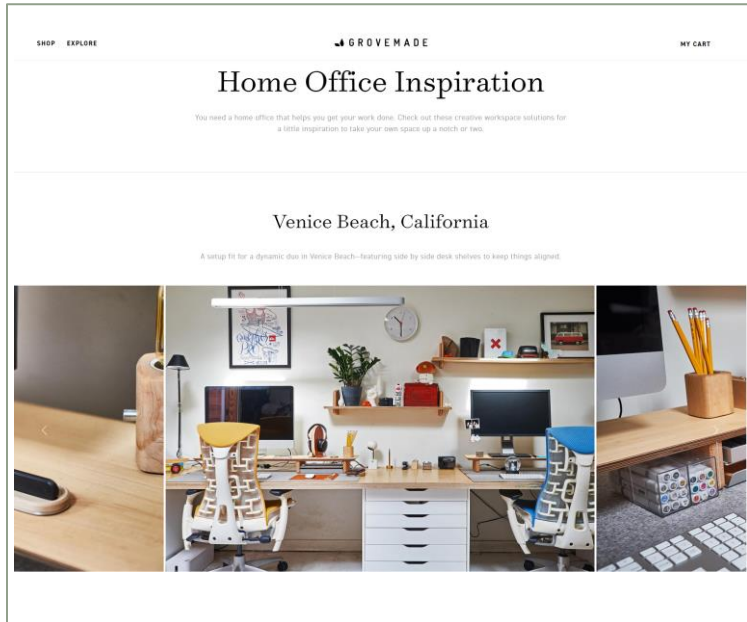 SHOP EXPLORE GROVEMADE MY CART
Home Office Inspiration
You need a home office that helps you get your work done. Check out these creative workspace solutions for
a little inspiration to take your own space up a notch or two.
Venice Beach, California
A setup fit for a dynamic duo in Venice Beach—featuring side by side desk shelves to keep things aligned.